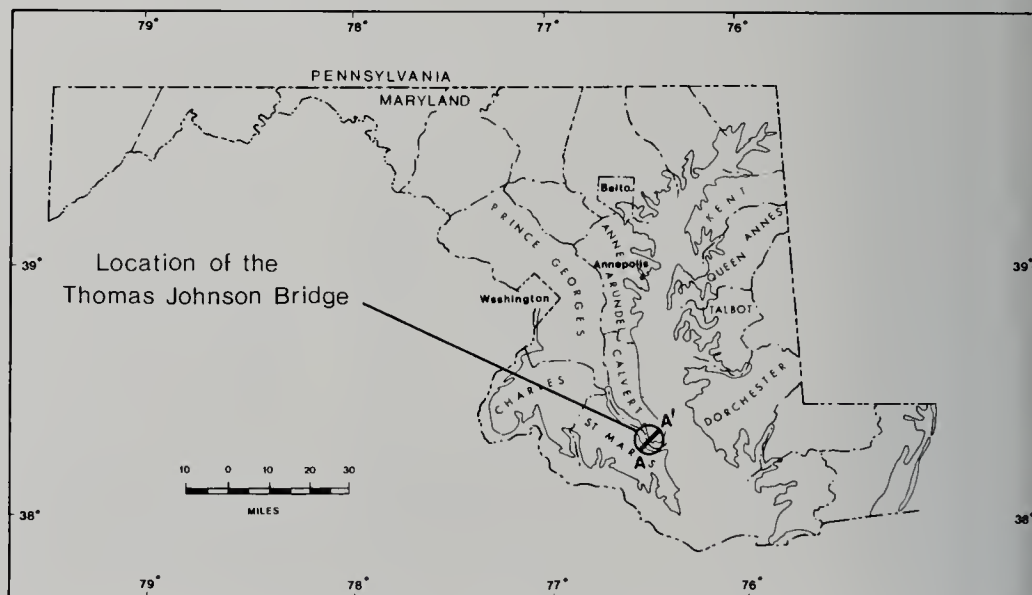 79°
78°
77°
76°
PENNSYLVANIA
MARYLAND
Balto.
KENT
PRINCE GEORGES
ANNE ARUNDEL
QUEEN ANNES
39°
39°
Annapolis
Location of the
Thomas Johnson Bridge
Washington
TALBOT
CALVERT
CHARLES
DORCHESTER
ST MARYS
A'
A
10 0 10 20 30
MILES
38°
38°
79°
78°
77°
76°